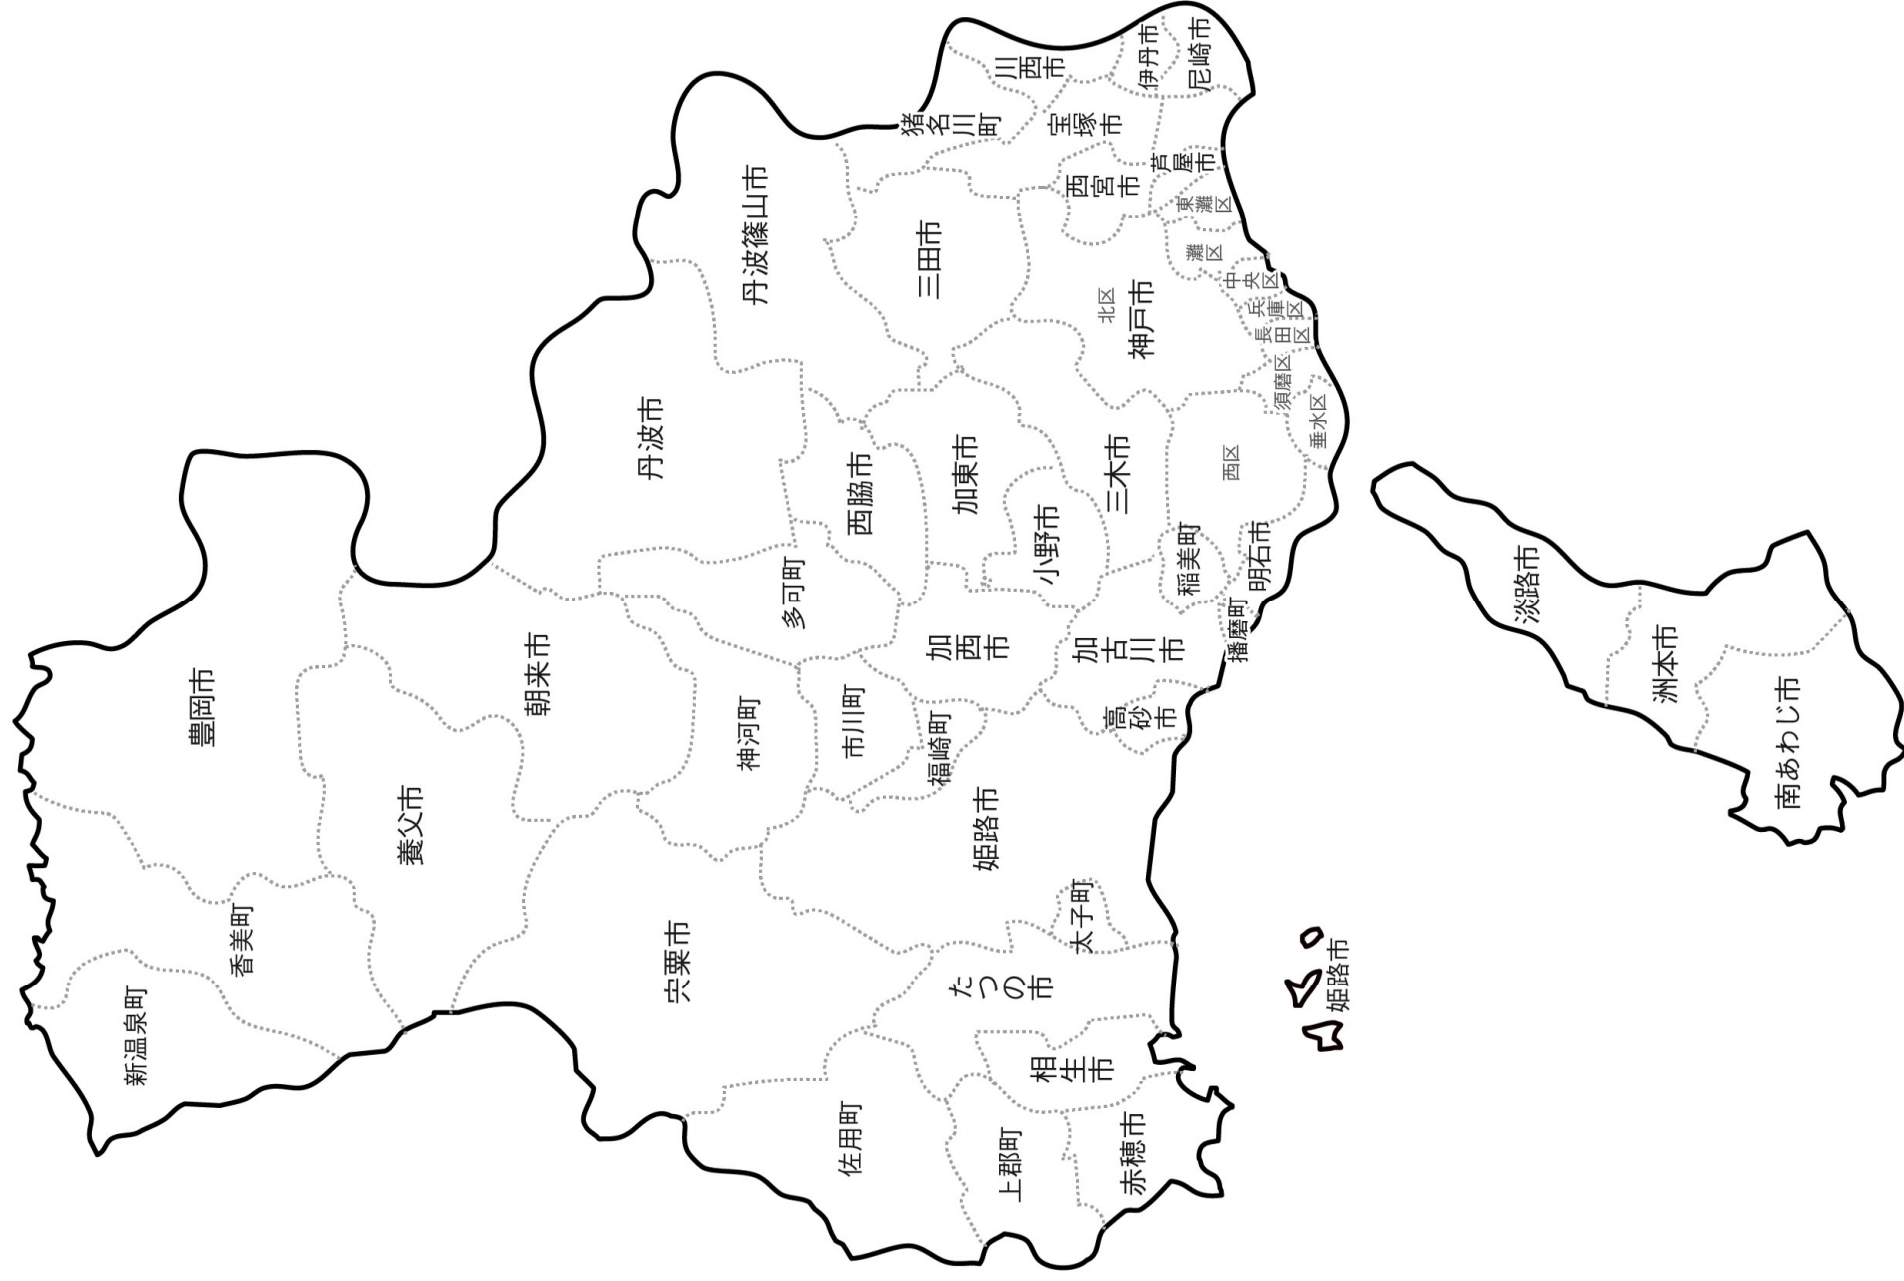 新温泉町
香美町
豊岡市
養父市
朝来市
宍粟市
丹波市
丹波篠山市
神河町
多可町
市川町
西脇市
佐用町
福崎町
加西市
加東市
三田市
猪名川町
川西市
姫路市
たつの市
上郡町
相生市
赤穂市
太子町
高砂市
加古川市
小野市
三木市
宝塚市
西宮市
伊丹市
尼崎市
芦屋市
北区
神戸市
東灘区
灘区
中央区
兵庫区
長田区
須磨区
垂水区
西区
稲美町
明石市
播磨町
姫路市
淡路市
洲本市
南あわじ市